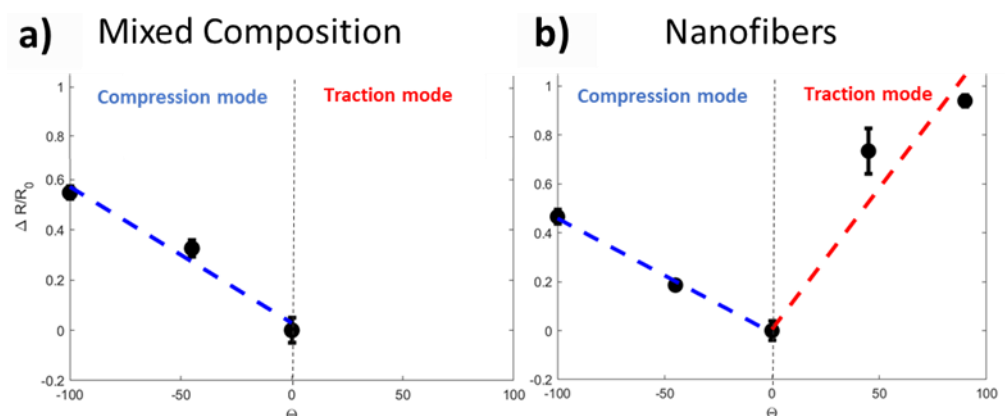 a) Mixed Composition
Compression mode
Traction mode
1
0.8
0.6
0.4
0.2
0
-0.2
Δ R/R0
-100
-50
0
50
100
Θ
b) Nanofibers
Compression mode
Traction mode
1
0.8
0.6
0.4
0.2
0
-0.2
-100
-50
0
50
100
Θ